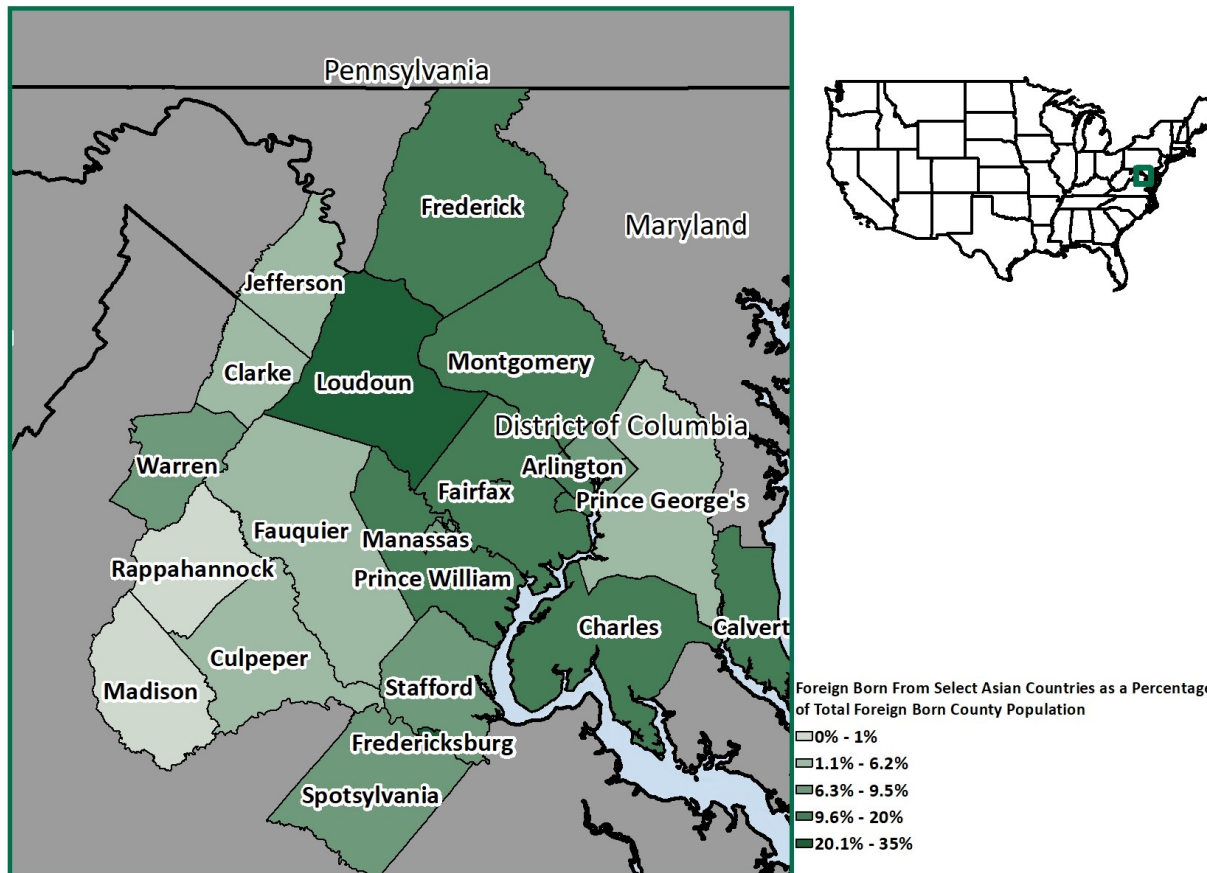 Pennsylvania
Frederick
Maryland
Jefferson
Montgomery
Clarke
Loudoun
District of Columbia
Warren
Arlington
Fairfax
Prince George's
Fauquier
Manassas
Rappahannock
Prince William
Charles
Calvert
Culpeper
Madison
Stafford
Fredericksburg
Spotsylvania
Foreign Born From Select Asian Countries as a Percentage
of Total Foreign Born County Population
0% - 1%
1.1% - 6.2%
6.3% - 9.5%
9.6% - 20%
20.1% - 35%